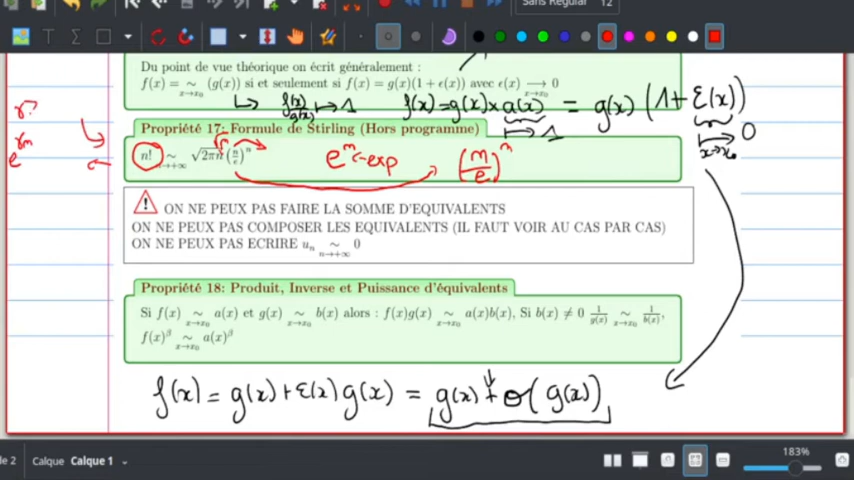 Sans Regular 12
Du point de vue théorique on écrit généralement :
f(x) = ∼ x→x₀ (g(x)) si et seulement si f(x) = g(x)(1 + ϵ(x)) avec ϵ(x) ⟶ x→x₀ 0
f(x)/g(x) ↦ 1 f(x) = g(x) × a(x) = g(x) (1 + ε(x))
↦ 1 ↦ x→x₀ 0
Propriété 17: Formule de Stirling (Hors programme)
n! ∼ n→+∞ √2πn (n/e)ⁿ
(n/e)ⁿ
ON NE PEUX PAS FAIRE LA SOMME D'EQUIVALENTS
ON NE PEUX PAS COMPOSER LES EQUIVALENTS (IL FAUT VOIR AU CAS PAR CAS)
ON NE PEUX PAS ECRIRE uₙ ∼ n→+∞ 0
Propriété 18: Produit, Inverse et Puissance d'équivalents
Si f(x) ∼ x→x₀ a(x) et g(x) ∼ x→x₀ b(x) alors : f(x)g(x) ∼ x→x₀ a(x)b(x), Si b(x) ≠ 0 1/g(x) ∼ x→x₀ 1/b(x),
f(x)^β ∼ x→x₀ a(x)^β
f(x) = g(x) + ε(x) g(x) = g(x) + o(g(x))
183%
de 2 Calque Calque 1